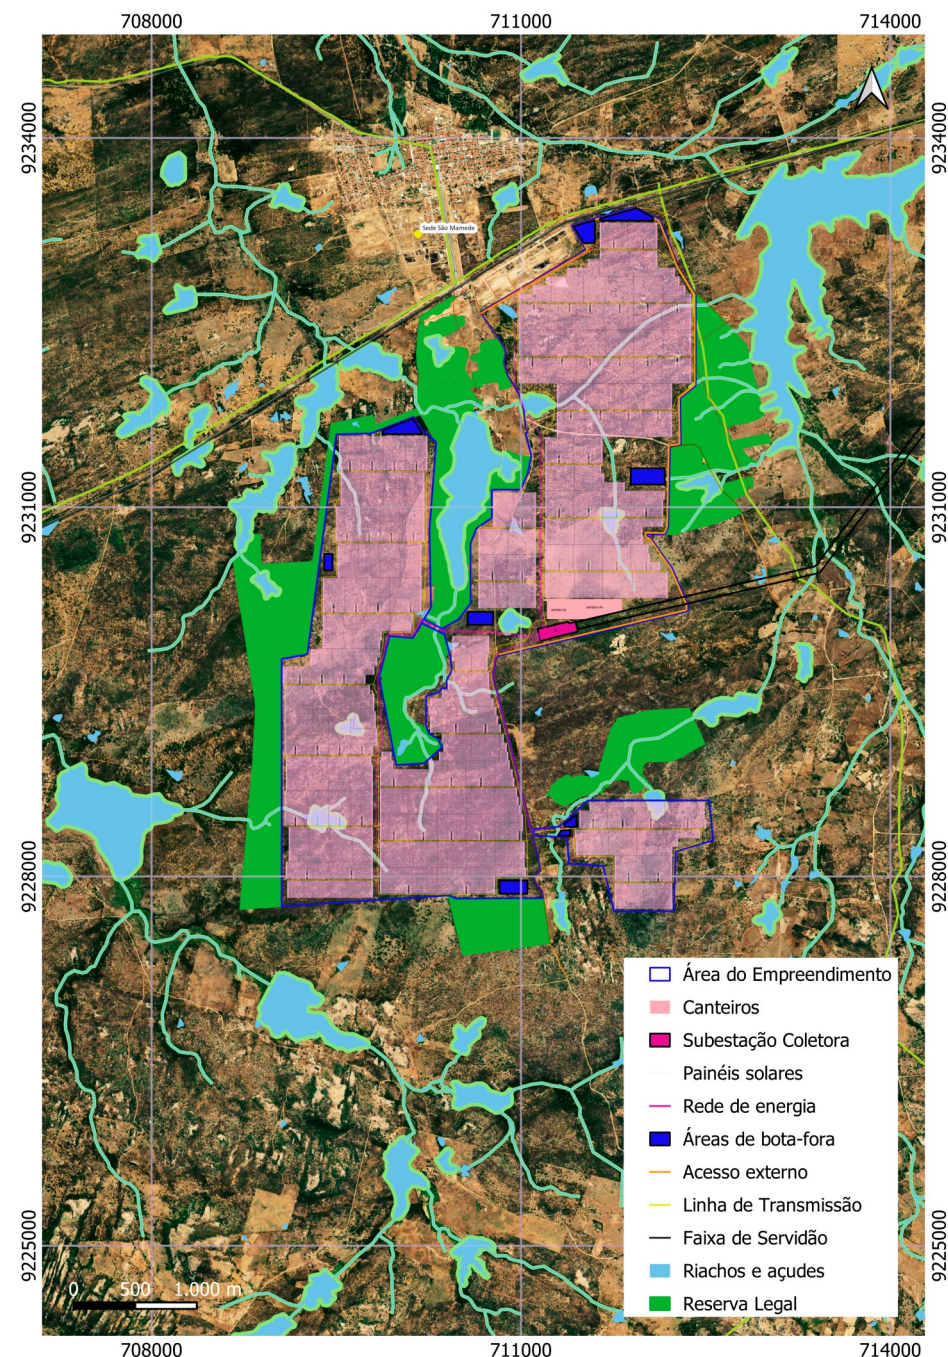 708000 711000 714000
9234000 9234000
Sede São Mamede
9231000 9231000
9228000 9228000
Área do Empreendimento
Canteiros
Subestação Coletora
Painéis solares
Rede de energia
Áreas de bota-fora
Acesso externo
Linha de Transmissão
Faixa de Servidão
Riachos e açudes
Reserva Legal
9225000 9225000
0 500 1.000 m
708000 711000 714000